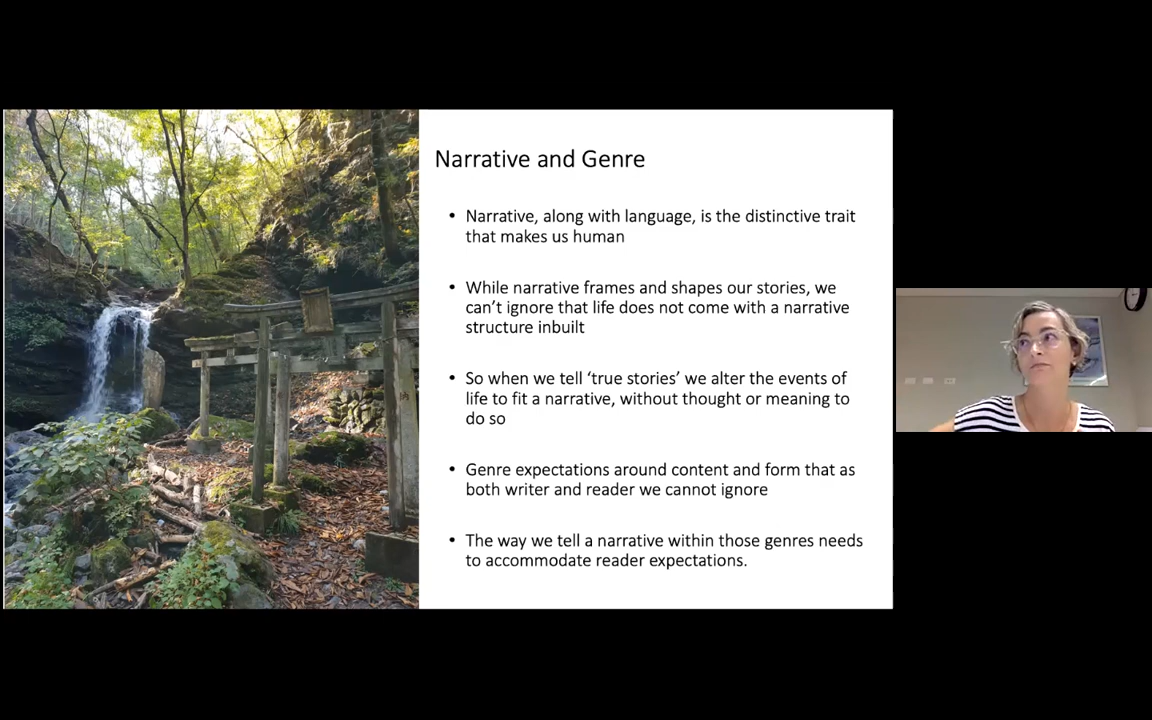 Narrative and Genre
• Narrative, along with language, is the distinctive trait
that makes us human
• While narrative frames and shapes our stories, we
can’t ignore that life does not come with a narrative
structure inbuilt
• So when we tell ‘true stories’ we alter the events of
life to fit a narrative, without thought or meaning to
do so
• Genre expectations around content and form that as
both writer and reader we cannot ignore
• The way we tell a narrative within those genres needs
to accommodate reader expectations.